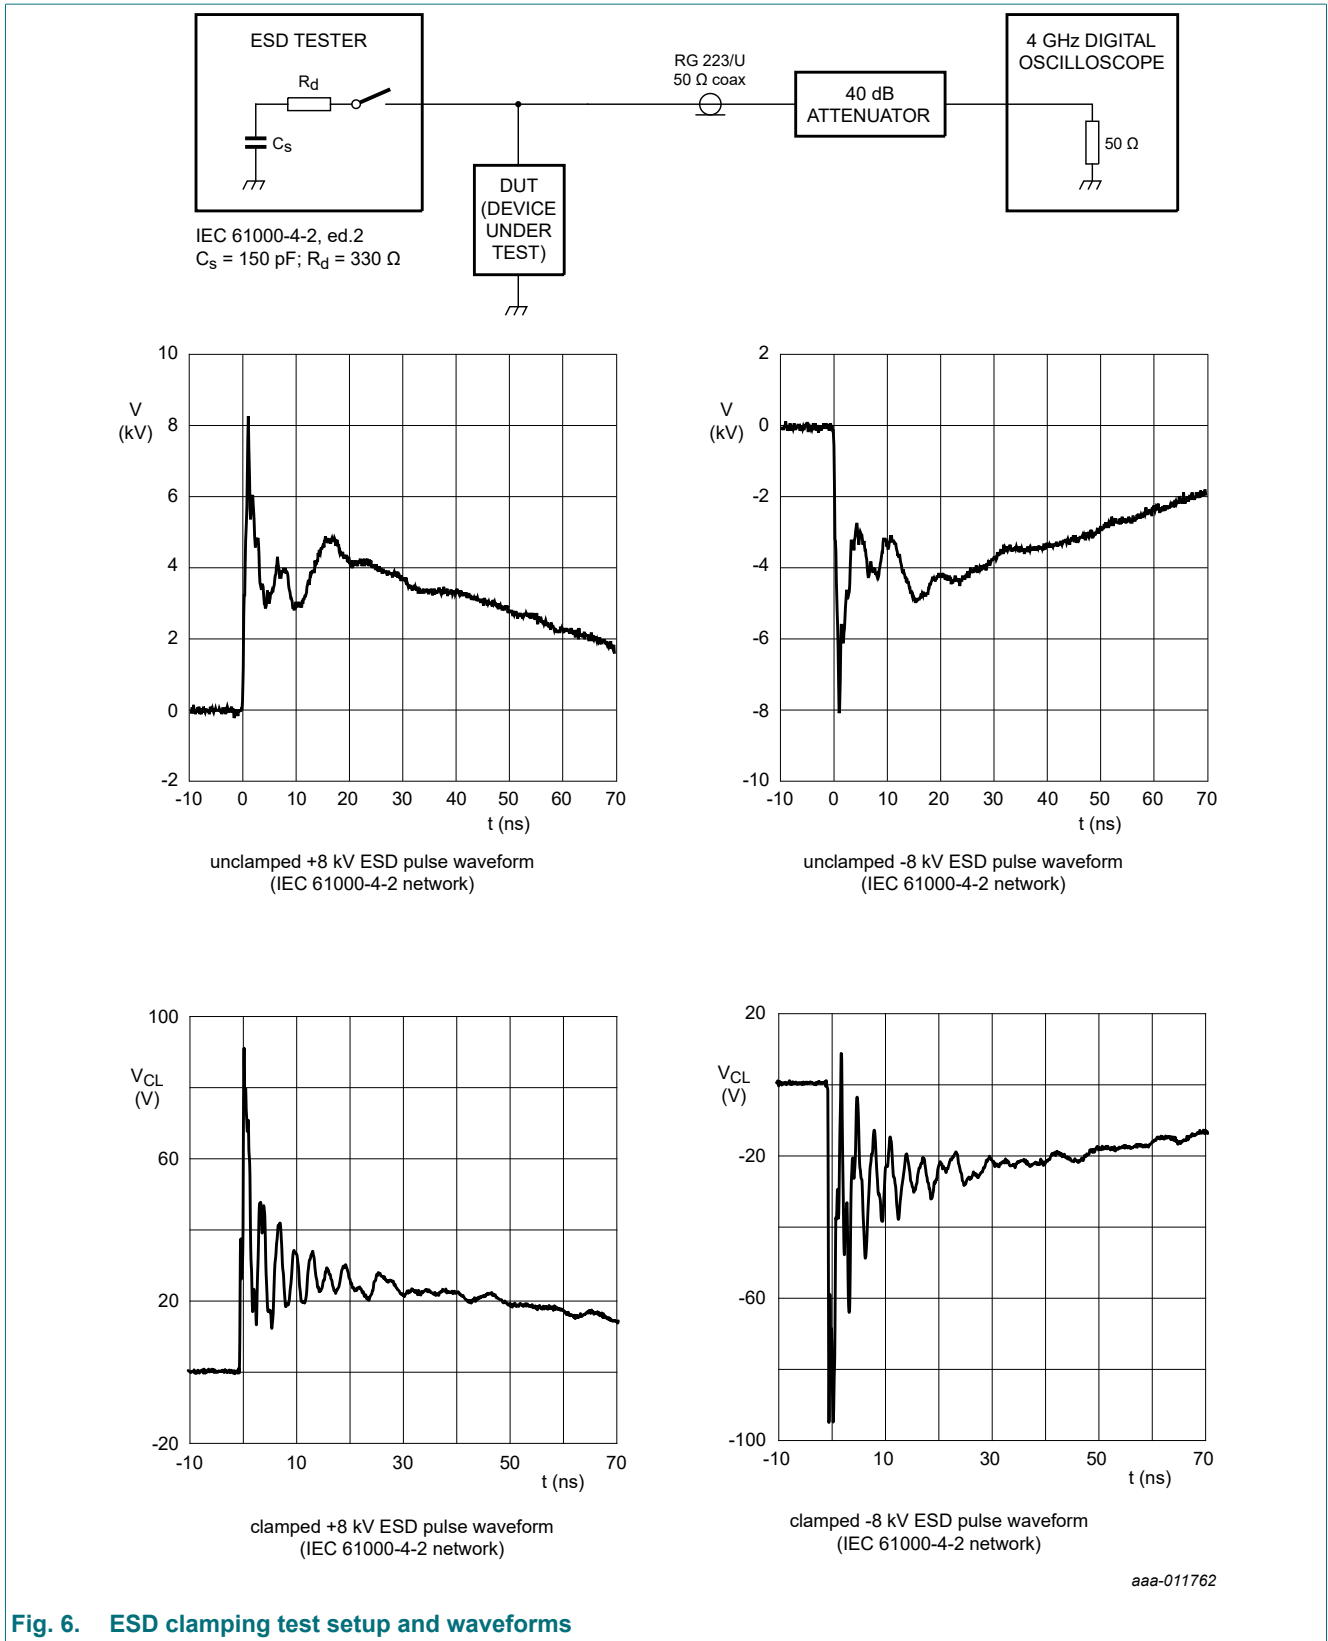 ESD TESTER
Rd
Cs
IEC 61000-4-2, ed.2
Cs = 150 pF; Rd = 330 Ω
DUT
(DEVICE
UNDER
TEST)
RG 223/U
50 Ω coax
40 dB
ATTENUATOR
4 GHz DIGITAL
OSCILLOSCOPE
50 Ω
V
(kV)
10
8
6
4
2
0
-2
-10 0 10 20 30 40 50 60 70
t (ns)
unclamped +8 kV ESD pulse waveform
(IEC 61000-4-2 network)
V
(kV)
2
0
-2
-4
-6
-8
-10
-10 0 10 20 30 40 50 60 70
t (ns)
unclamped -8 kV ESD pulse waveform
(IEC 61000-4-2 network)
VCL
(V)
100
60
20
-20
-10 10 30 50 70
t (ns)
clamped +8 kV ESD pulse waveform
(IEC 61000-4-2 network)
VCL
(V)
20
-20
-60
-100
-10 10 30 50 70
t (ns)
clamped -8 kV ESD pulse waveform
(IEC 61000-4-2 network)
aaa-011762
Fig. 6. ESD clamping test setup and waveforms